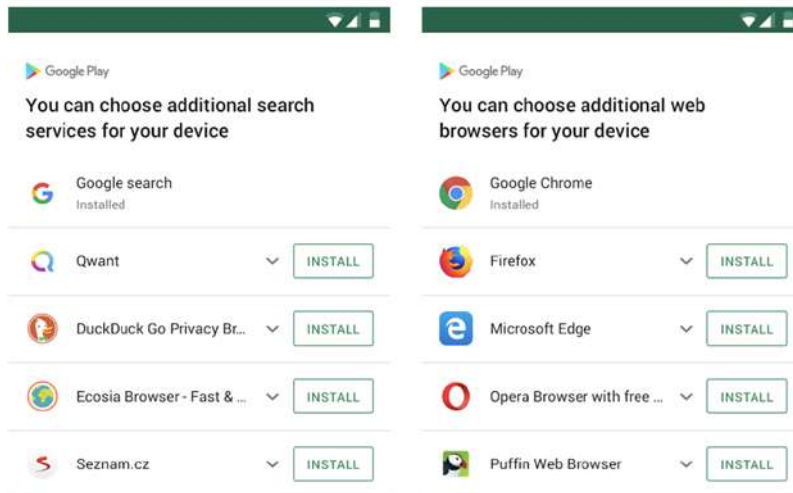 Google Play
You can choose additional search
services for your device
Google search
Installed
Qwant
INSTALL
DuckDuck Go Privacy Br...
INSTALL
Ecosia Browser - Fast & ...
INSTALL
Seznam.cz
INSTALL
Google Play
You can choose additional web
browsers for your device
Google Chrome
Installed
Firefox
INSTALL
Microsoft Edge
INSTALL
Opera Browser with free ...
INSTALL
Puffin Web Browser
INSTALL